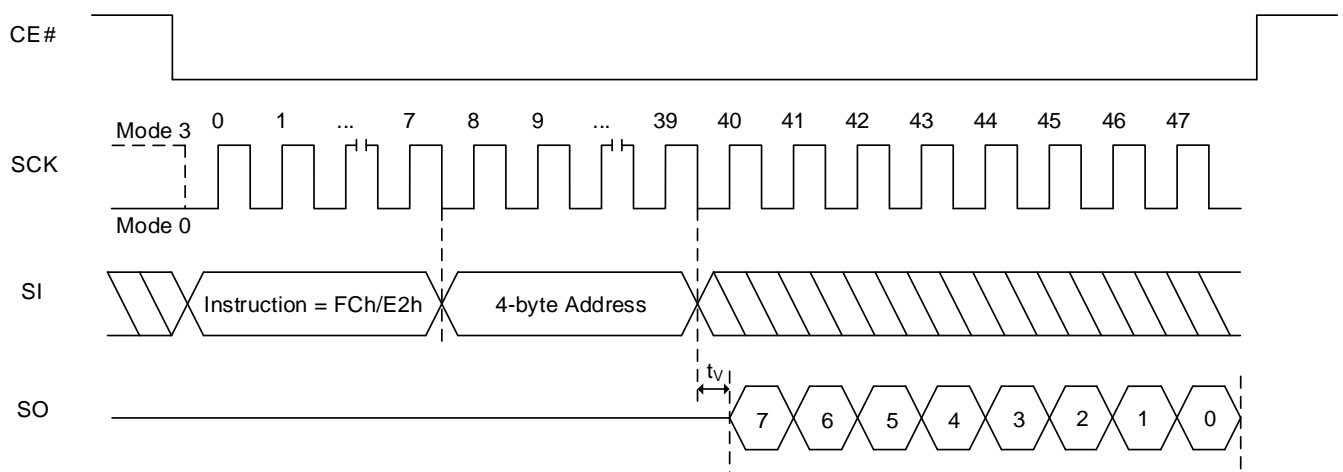 CE#
Mode 3 0 1 ... 7 8 9 ... 39 40 41 42 43 44 45 46 47
SCK
Mode 0
SI Instruction = FCh/E2h 4-byte Address
tV
SO 7 6 5 4 3 2 1 0